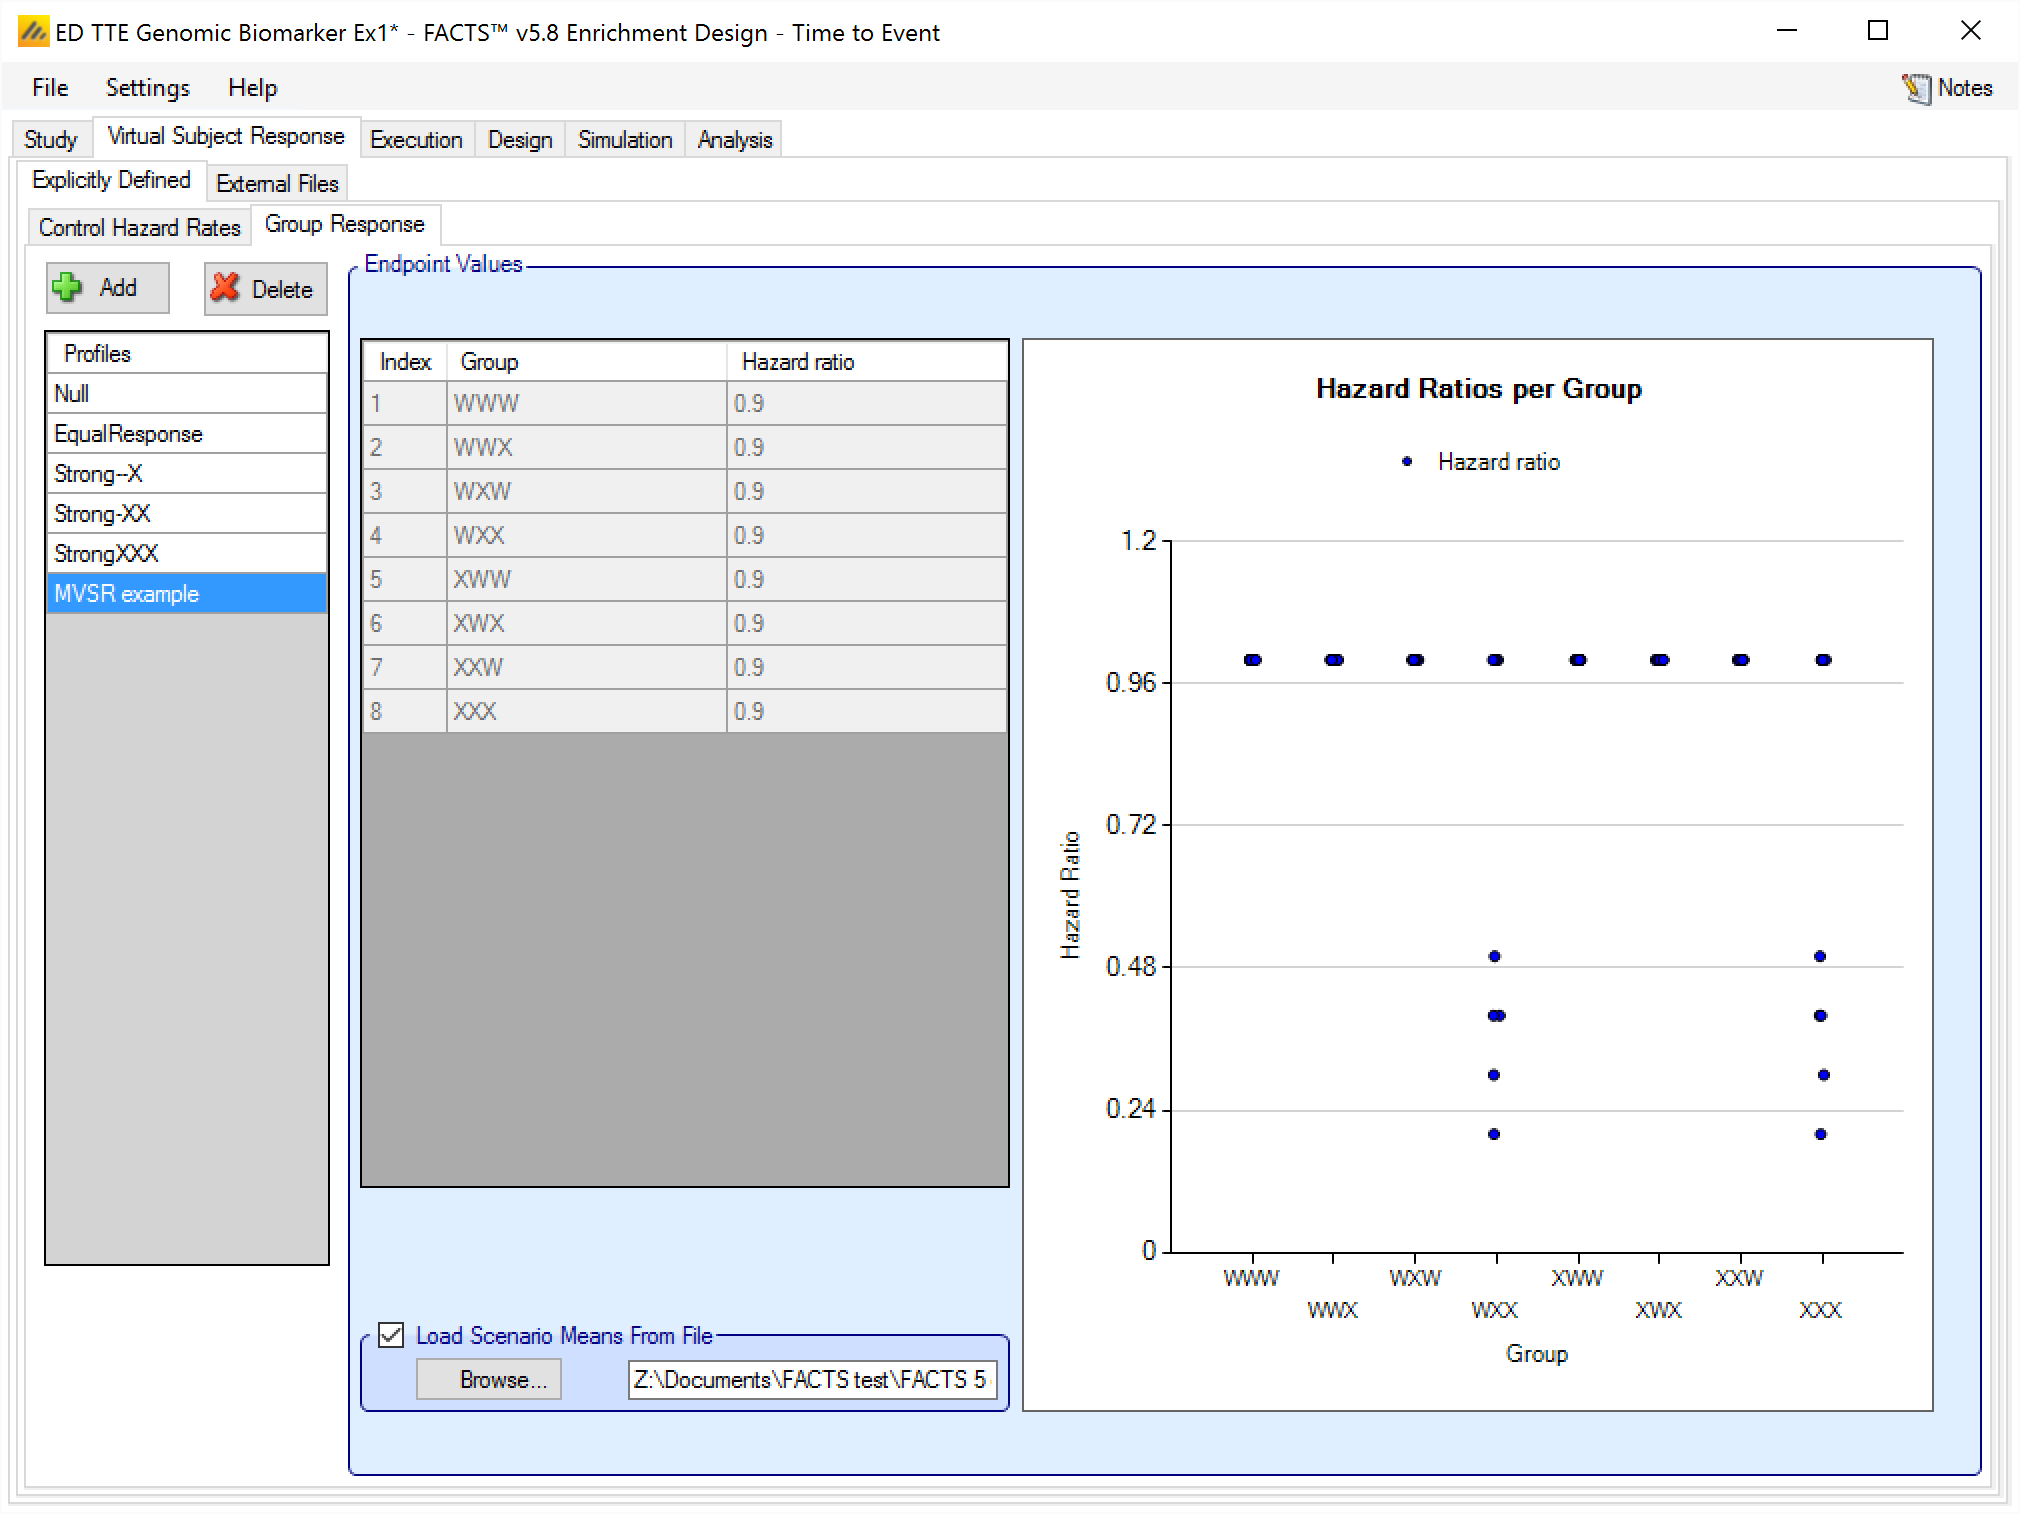 ED TTE Genomic Biomarker Ex1* - FACTS™ v5.8 Enrichment Design - Time to Event
File Settings Help Notes
Study Virtual Subject Response Execution Design Simulation Analysis
Explicitly Defined External Files
Control Hazard Rates Group Response
Add Delete
Profiles
Null
EqualResponse
Strong--X
Strong-XX
StrongXXX
MVSR example
Endpoint Values
Index Group Hazard ratio
1 WWW 0.9
2 WWX 0.9
3 WXW 0.9
4 WXX 0.9
5 XWW 0.9
6 XWX 0.9
7 XXW 0.9
8 XXX 0.9
Load Scenario Means From File
Browse... Z:\Documents\FACTS test\FACTS 5
Hazard Ratios per Group
Hazard ratio
1.2
0.96
0.72
0.48
0.24
0
Hazard Ratio
WWW WXW XWW XXW
WWX WXX XWX XXX
Group